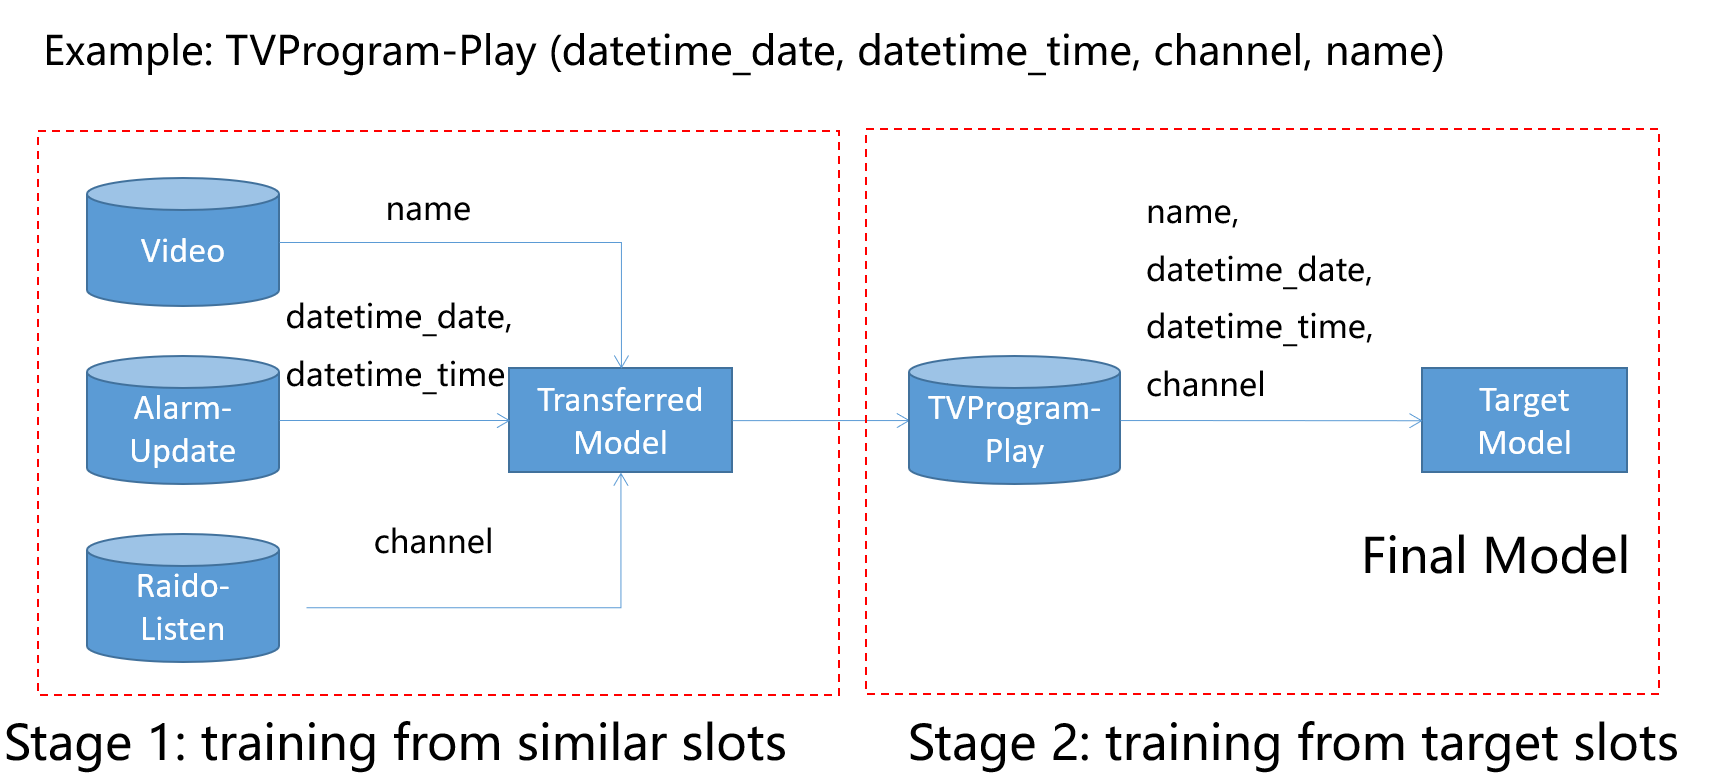 Example: TVProgram-Play (datetime_date, datetime_time, channel, name)
Video
name
datetime_date,
datetime_time
Alarm-
Update
Transferred
Model
channel
Raido-
Listen
Stage 1: training from similar slots
name,
datetime_date,
datetime_time,
channel
TVProgram-
Play
Target
Model
Final Model
Stage 2: training from target slots